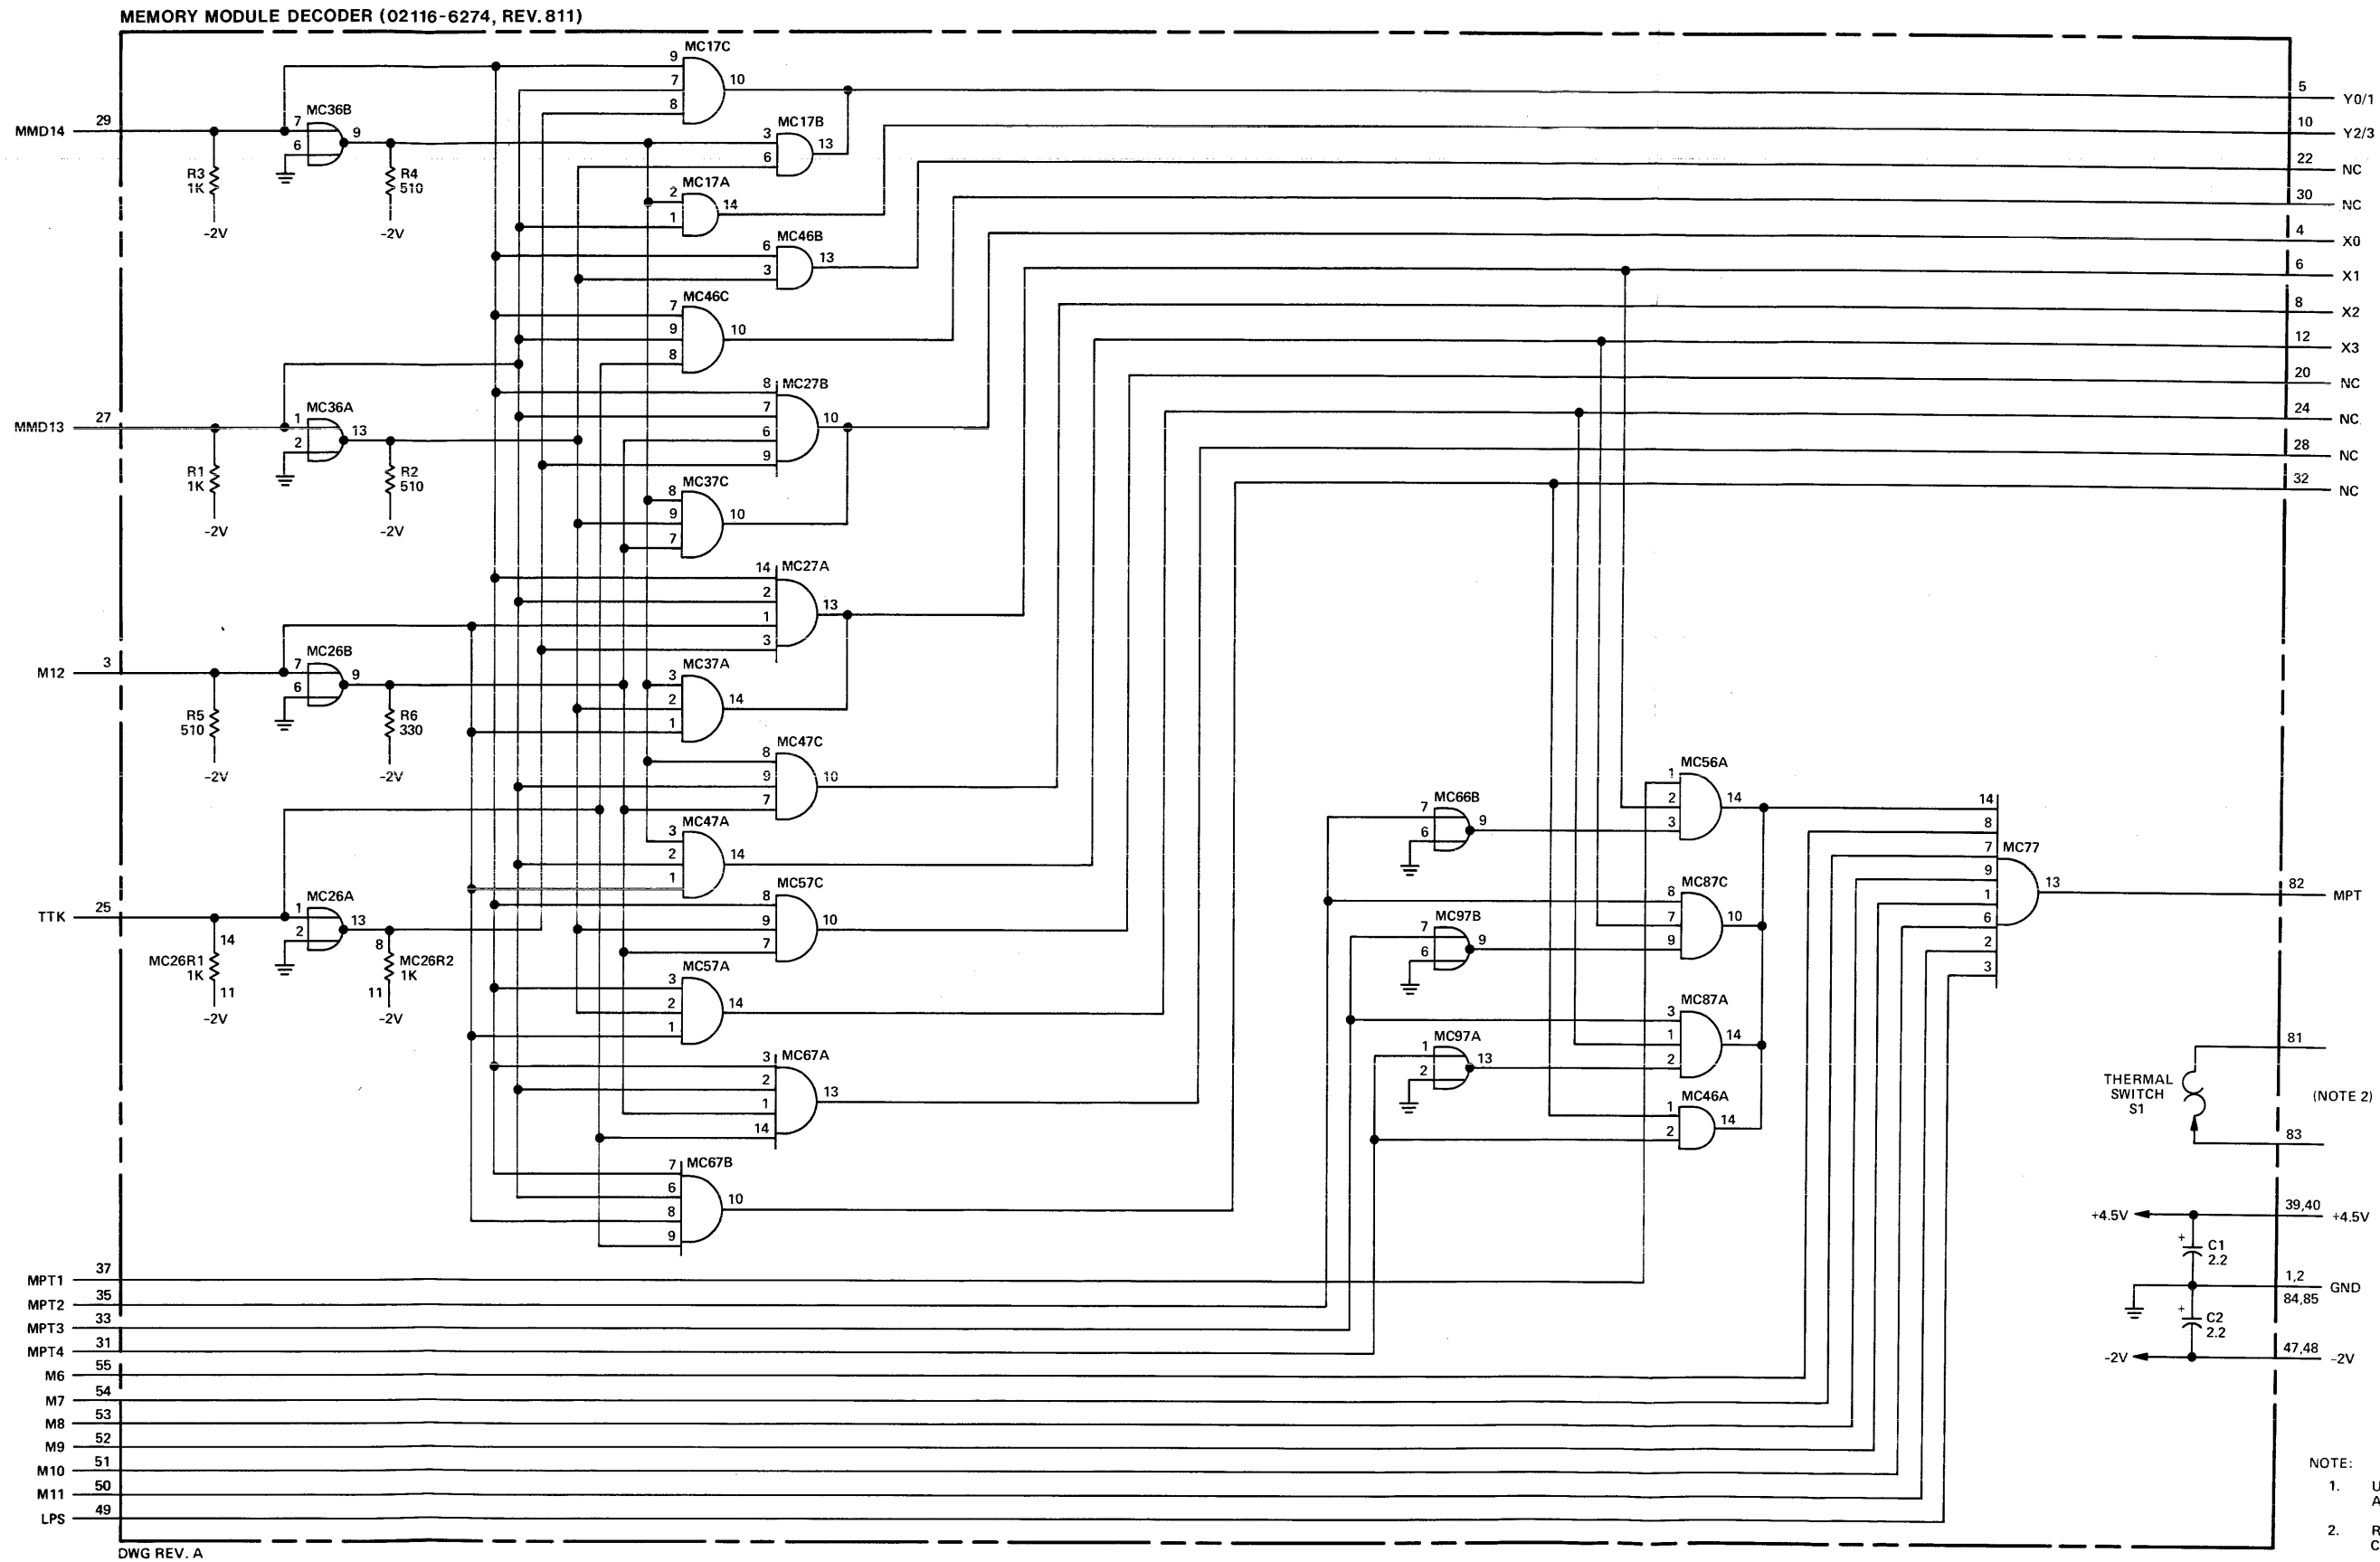 MEMORY MODULE DECODER (02116-6274, REV. 811)
MC17C
9
7
8
10
5
Y0/1
MMD14
29
MC36B
7
6
9
R3
1K
-2V
R4
510
-2V
MC17B
3
6
13
10
Y2/3
22
NC
MC17A
2
1
14
30
NC
MC46B
6
3
13
4
X0
6
X1
MC46C
7
9
8
10
8
X2
12
X3
MMD13
27
MC36A
1
2
13
R1
1K
-2V
R2
510
-2V
MC27B
8
7
6
9
10
20
NC
24
NC
28
NC
32
NC
MC37C
8
9
7
10
MC27A
14
2
1
3
13
M12
3
MC26B
7
6
9
R5
510
-2V
R6
330
-2V
MC37A
3
2
1
14
MC47C
8
9
7
10
MC47A
3
2
1
14
TTK
25
MC26A
1
2
13
14
MC26R1
1K
11
-2V
8
MC26R2
1K
11
-2V
MC57C
8
9
7
10
MC57A
3
2
1
14
MC67A
3
2
1
14
13
MC67B
7
6
8
9
10
MC66B
7
6
9
MC56A
1
2
3
14
MC97B
7
6
9
MC87C
8
7
9
10
MC97A
1
2
13
MC87A
3
1
2
14
MC46A
1
2
14
14
8
7
9
1
6
2
3
MC77
13
82
MPT
81
THERMAL
SWITCH
S1
(NOTE 2)
83
39,40
+4.5V
+4.5V
+
C1
2.2
1,2
GND
84,85
+
C2
2.2
47,48
-2V
-2V
MPT1
37
MPT2
35
MPT3
33
MPT4
31
M6
55
M7
54
M8
53
M9
52
M10
51
M11
50
LPS
49
NOTE:
1.
U
A
2.
R
C
DWG REV. A